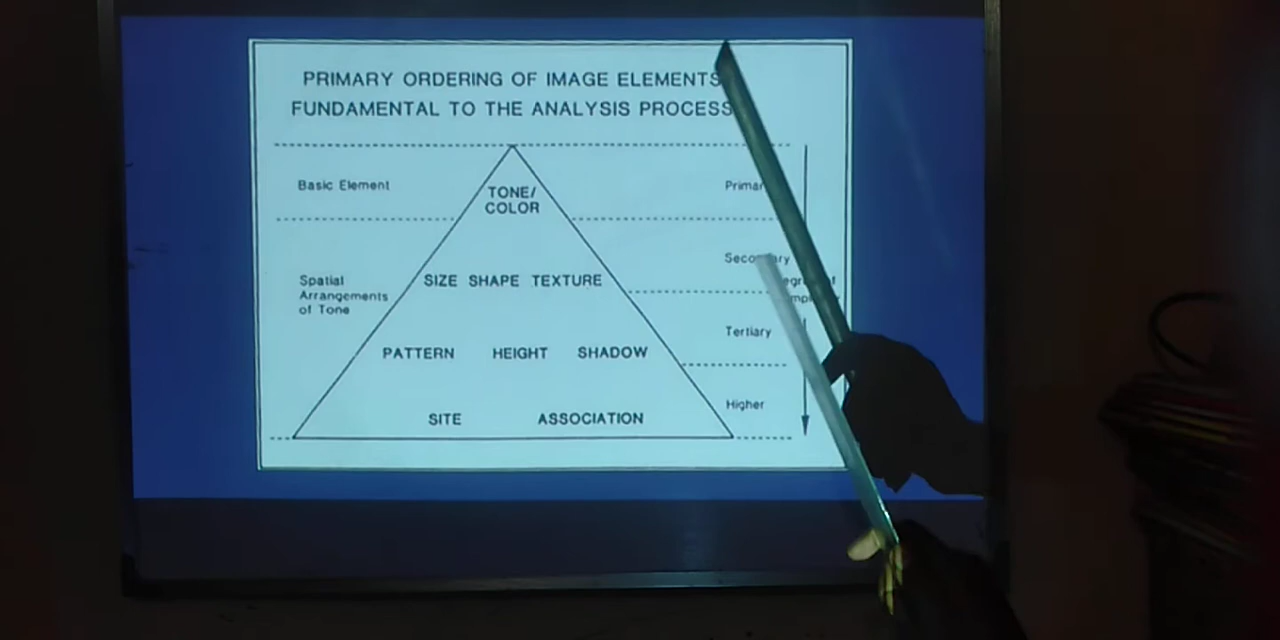 PRIMARY ORDERING OF IMAGE ELEMENTS
FUNDAMENTAL TO THE ANALYSIS PROCESS
Basic Element
TONE/
COLOR
Spatial
Arrangements
of Tone
SIZE SHAPE TEXTURE
PATTERN HEIGHT SHADOW
Tertiary
SITE ASSOCIATION
Higher